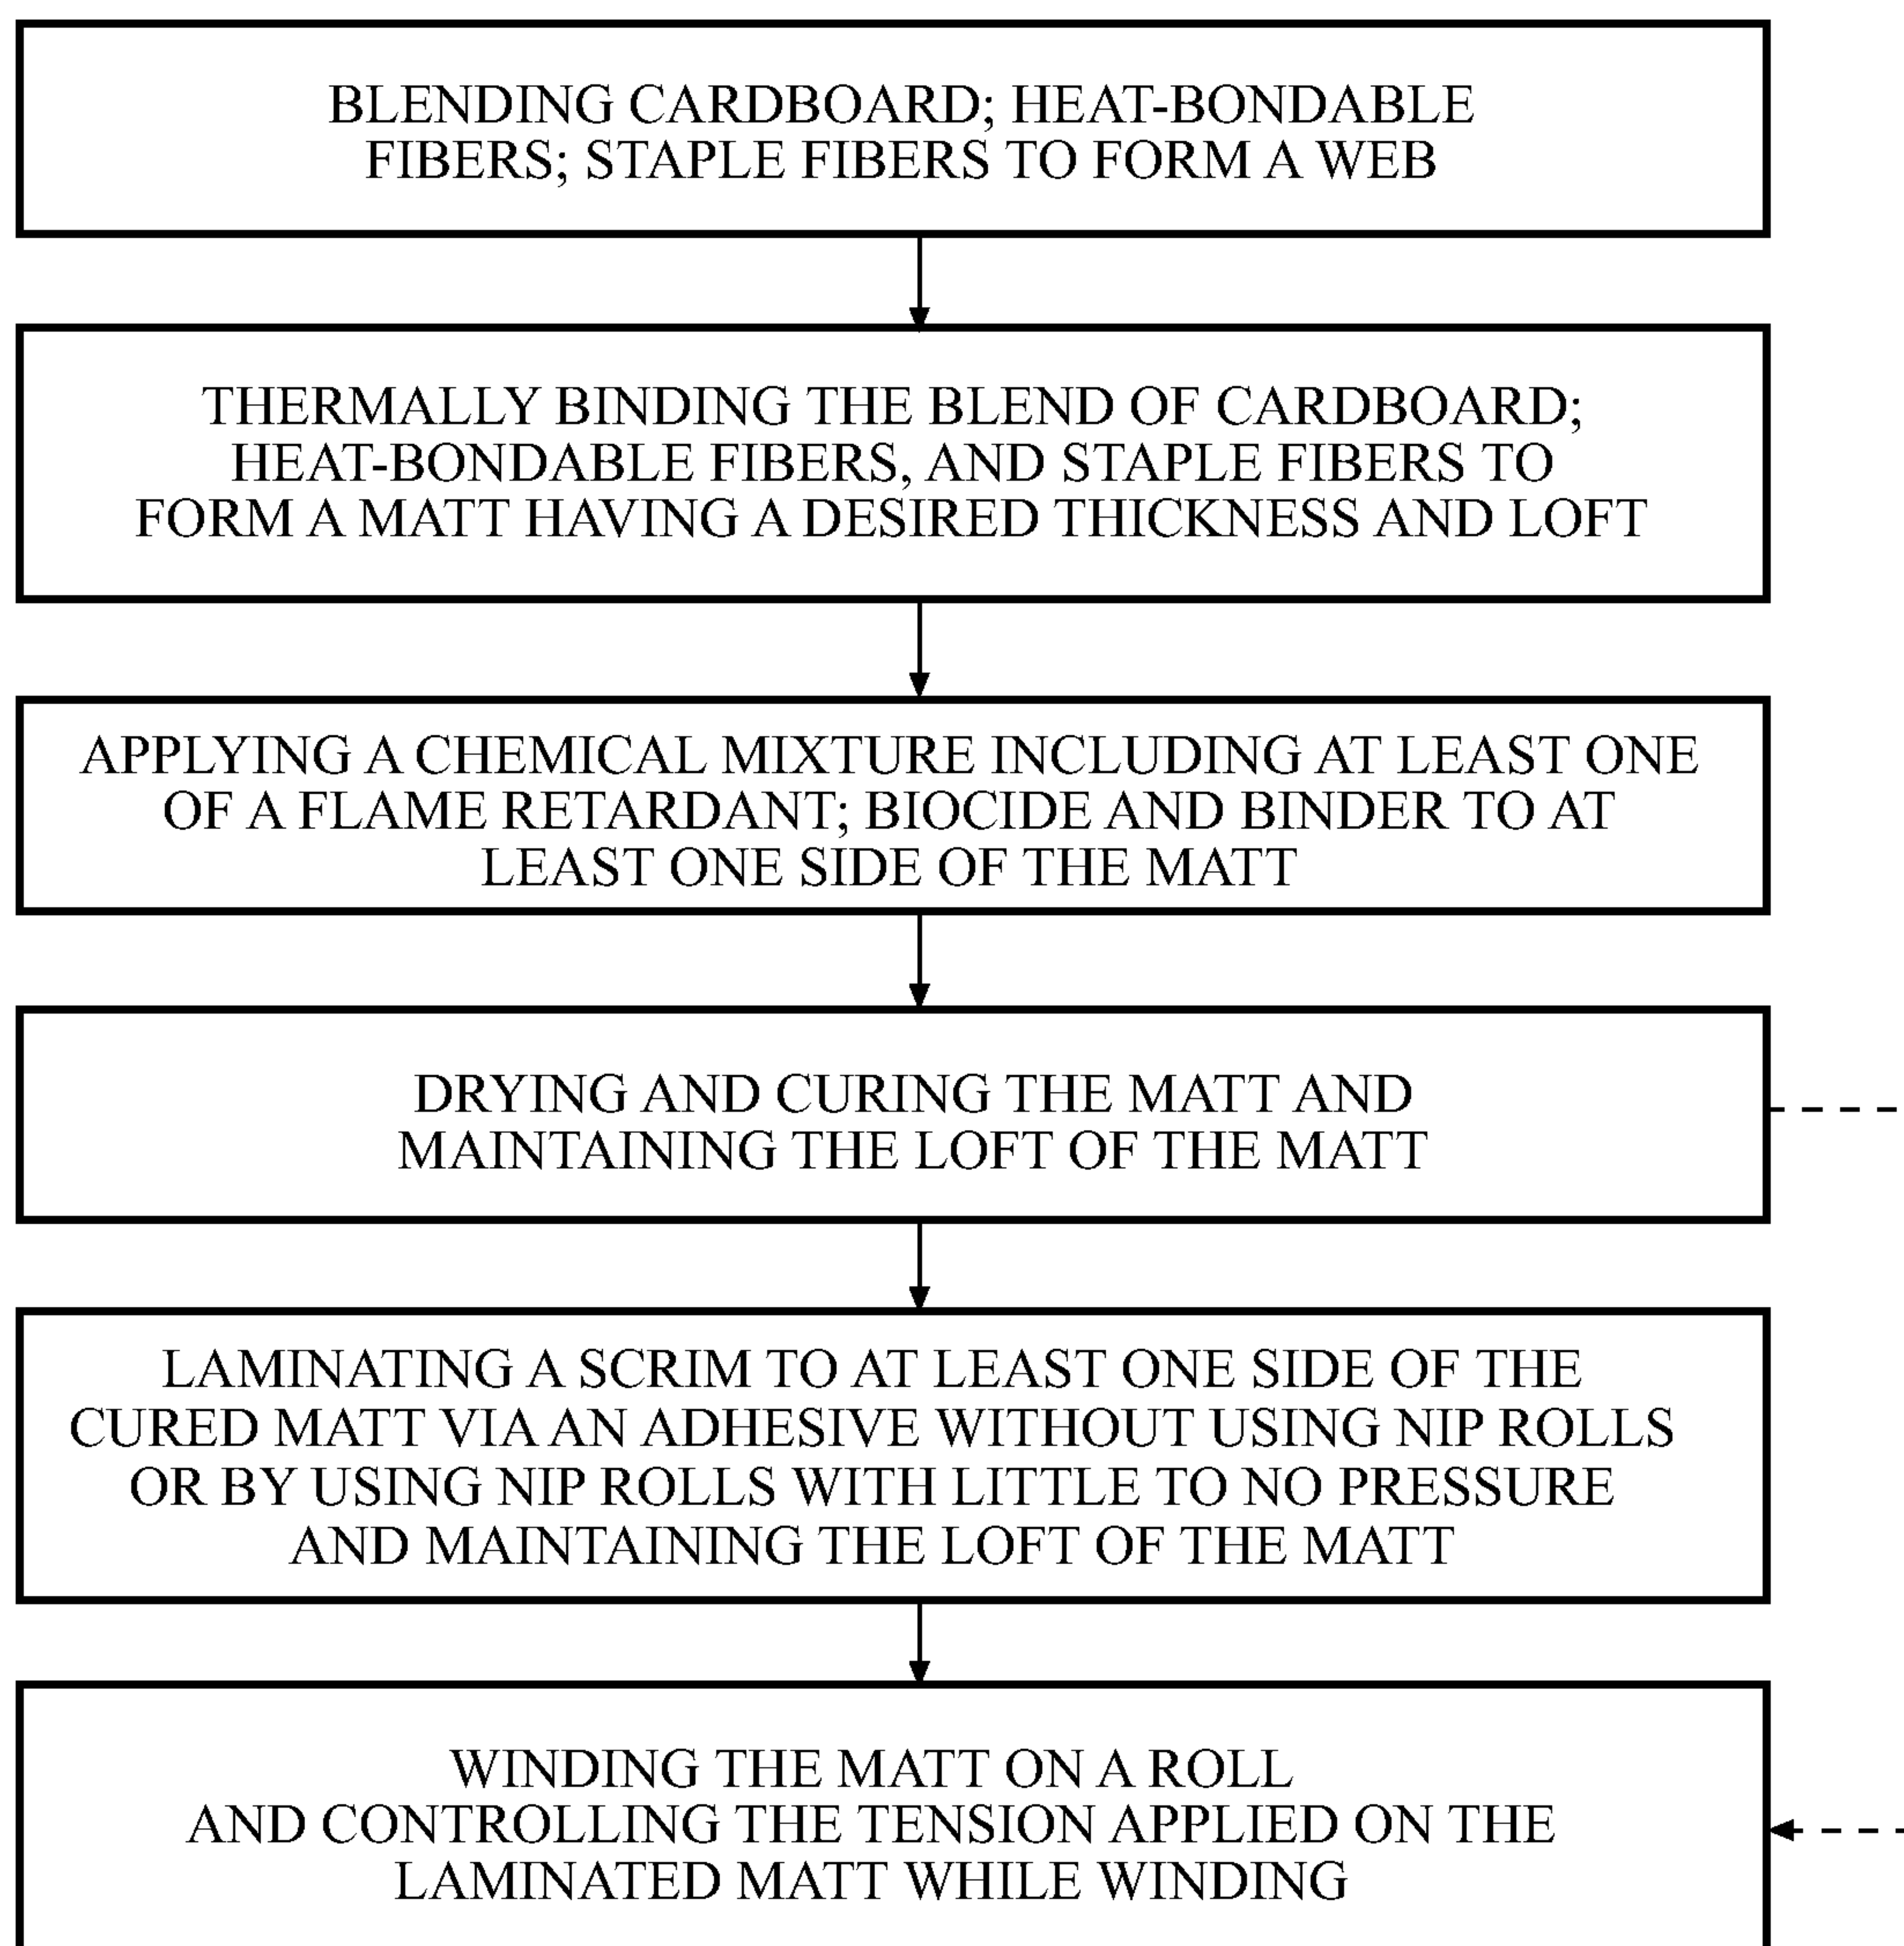 BLENDING CARDBOARD; HEAT-BONDABLE
FIBERS; STAPLE FIBERS TO FORM A WEB
THERMALLY BINDING THE BLEND OF CARDBOARD;
HEAT-BONDABLE FIBERS, AND STAPLE FIBERS TO
FORM A MATT HAVING A DESIRED THICKNESS AND LOFT
APPLYING A CHEMICAL MIXTURE INCLUDING AT LEAST ONE
OF A FLAME RETARDANT; BIOCIDE AND BINDER TO AT
LEAST ONE SIDE OF THE MATT
DRYING AND CURING THE MATT AND
MAINTAINING THE LOFT OF THE MATT
LAMINATING A SCRIM TO AT LEAST ONE SIDE OF THE
CURED MATT VIA AN ADHESIVE WITHOUT USING NIP ROLLS
OR BY USING NIP ROLLS WITH LITTLE TO NO PRESSURE
AND MAINTAINING THE LOFT OF THE MATT
WINDING THE MATT ON A ROLL
AND CONTROLLING THE TENSION APPLIED ON THE
LAMINATED MATT WHILE WINDING